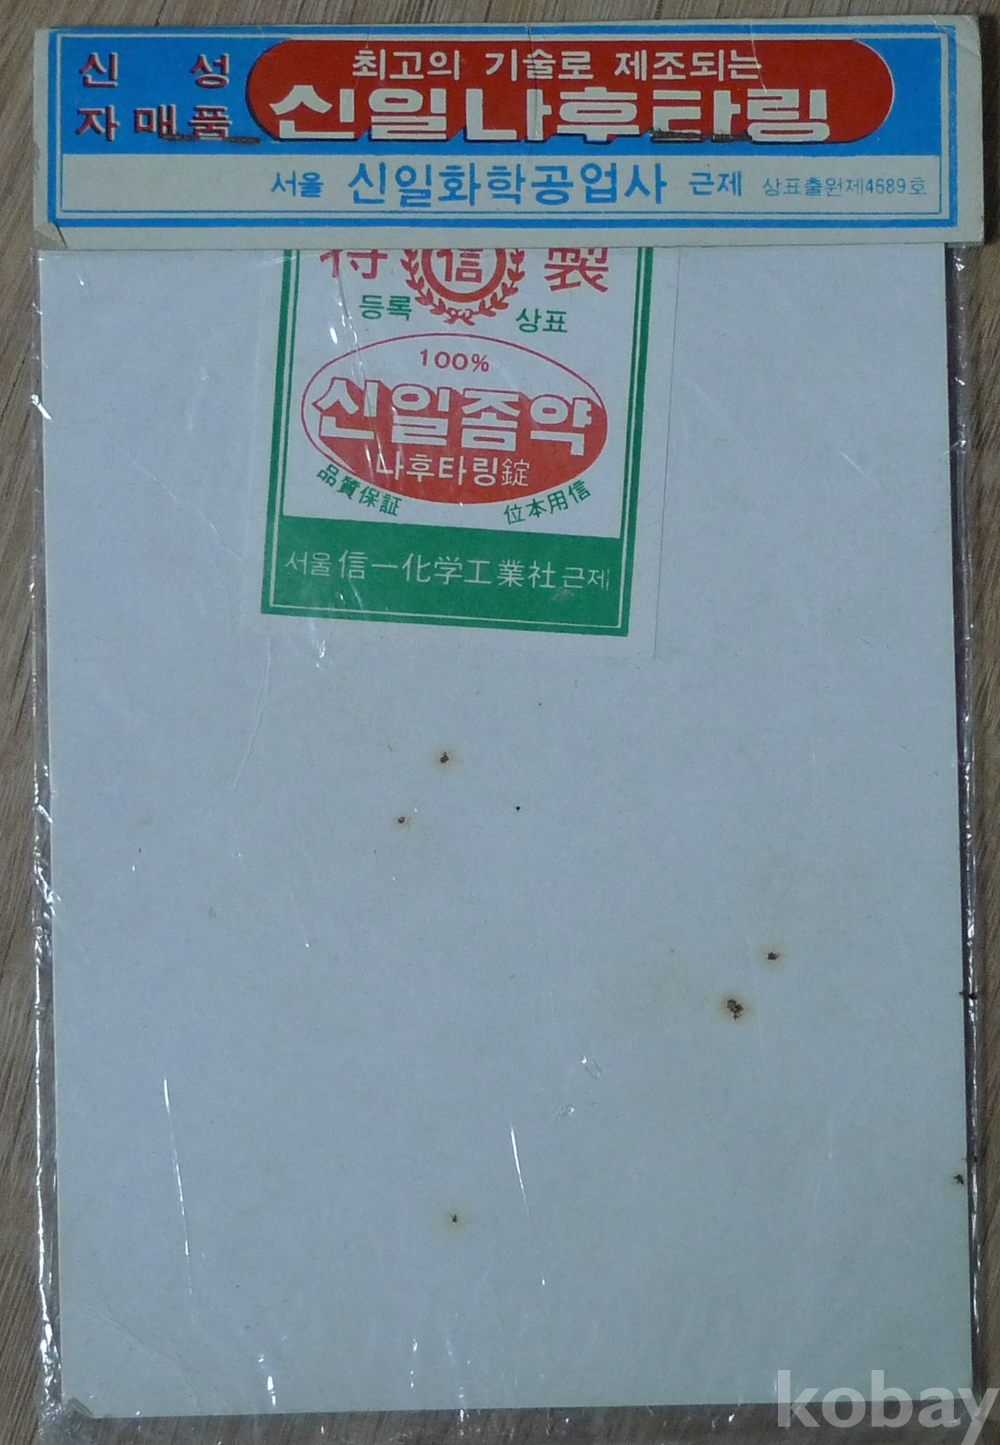 신 성
자매품
최고의 기술로 제조되는
신일나후타링
서울 신일화학공업사 근제 상표출원제4689호
特 信 製
등록 상표
100%
신일좀약
나후타링錠
品質保証 位本用信
서울 信一化学工業社 근제
kobay